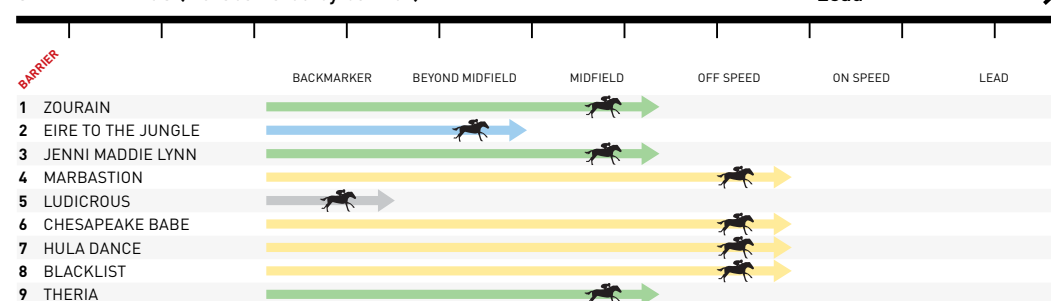 BARRIER
BACKMARKER BEYOND MIDFIELD MIDFIELD OFF SPEED ON SPEED LEAD
1 ZOURAIN
2 EIRE TO THE JUNGLE
3 JENNI MADDIE LYNN
4 MARBASTION
5 LUDICROUS
6 CHESAPEAKE BABE
7 HULA DANCE
8 BLACKLIST
9 THERIA